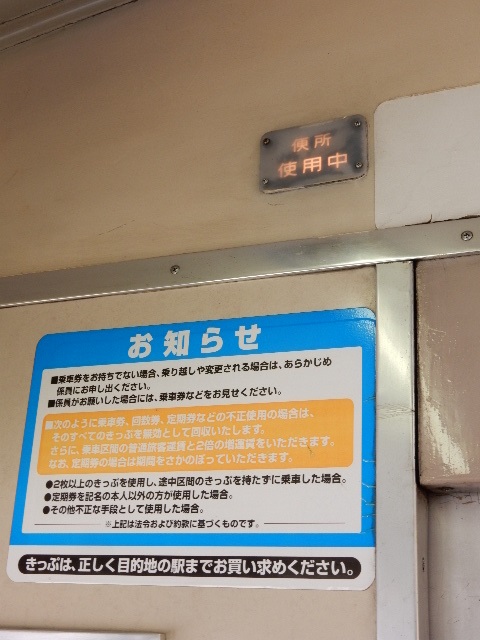 便所
使用中
お知らせ
■乗車券をお持ちでない場合、乗り越しや変更される場合は、あらかじめ
係員にお申し出ください。
■係員がお願いした場合には、乗車券などをお見せください。
■次のように乗車券、回数券、定期券などの不正使用の場合は、
そのすべてのきっぷを無効として回収いたします。
さらに、乗車区間の普通旅客運賃と2倍の増運賃をいただきます。
なお、定期券の場合は期間をさかのぼっていただきます。
●2枚以上のきっぷを使用し、途中区間のきっぷを持たずに乗車した場合。
●定期券を記名の本人以外の方が使用した場合。
●その他不正な手段として使用した場合。
※上記は法令および約款に基づくものです。
きっぷは、正しく目的地の駅までお買い求めください。